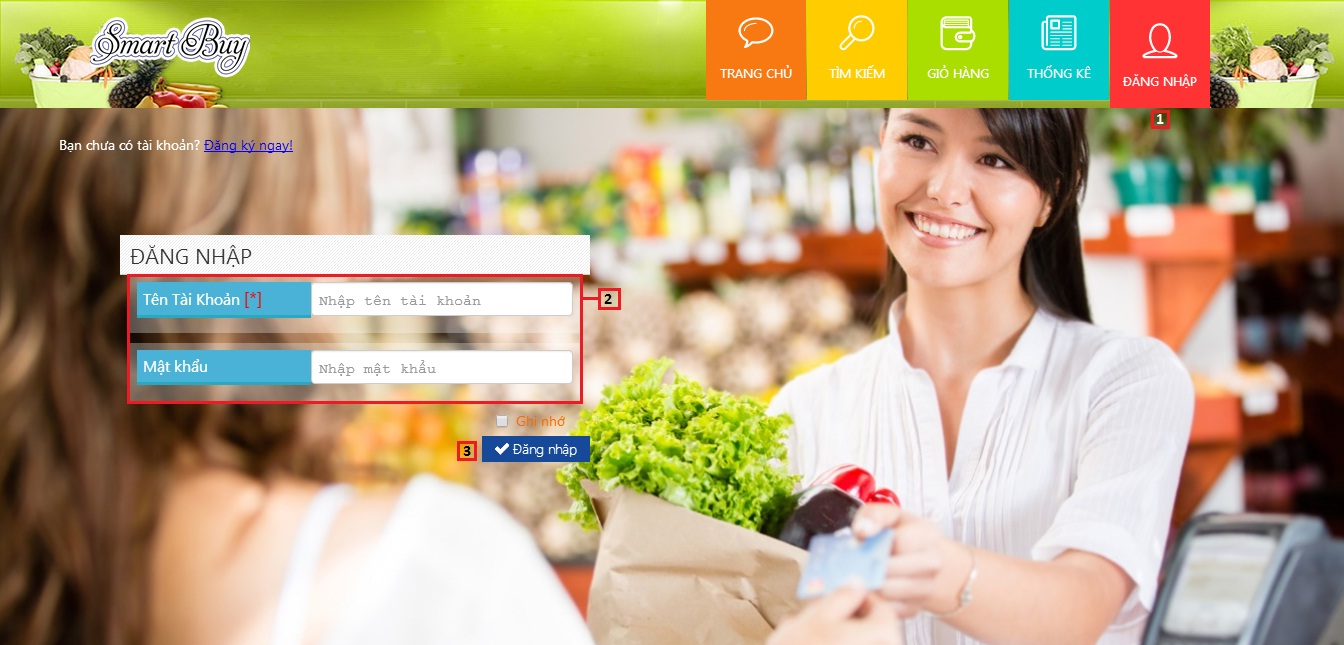 Smart Buy
TRANG CHỦ
TÌM KIẾM
GIỎ HÀNG
THỐNG KÊ
ĐĂNG NHẬP
1
Bạn chưa có tài khoản? Đăng ký ngay!
ĐĂNG NHẬP
Tên Tài Khoản [*] Nhập tên tài khoản
2
Mật khẩu Nhập mật khẩu
Ghi nhớ
3 Đăng nhập